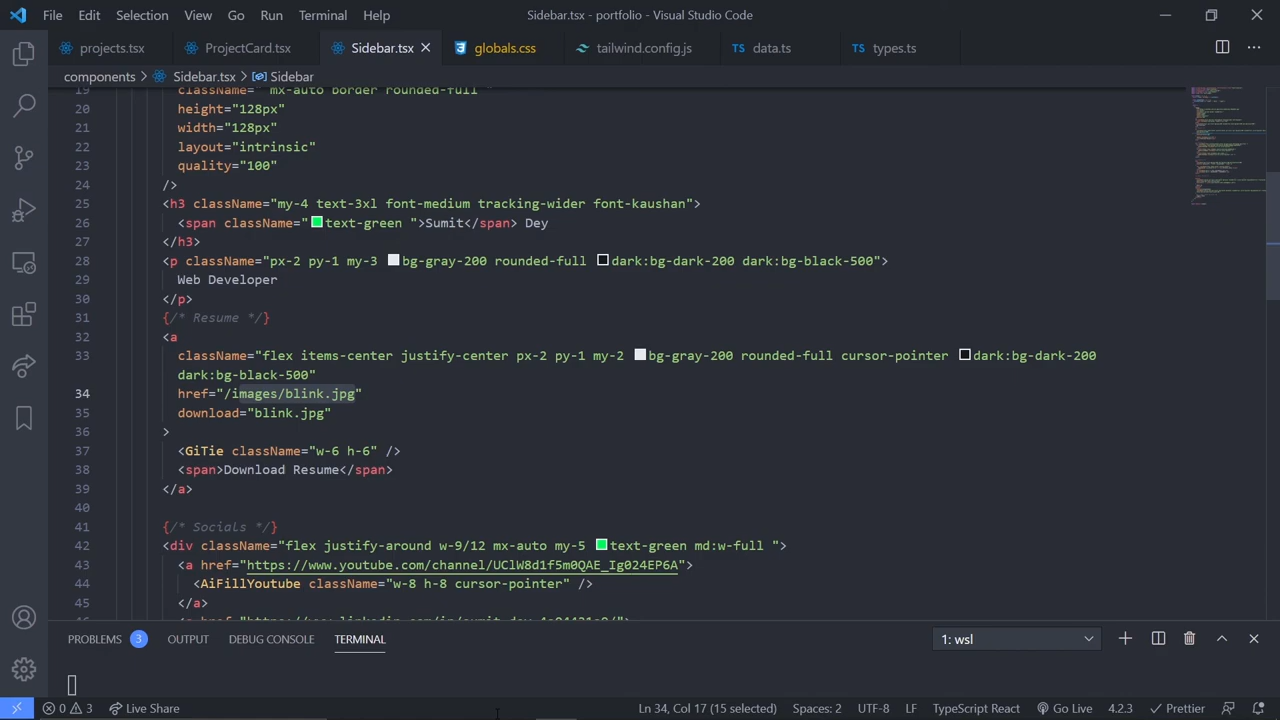 File Edit Selection View Go Run Terminal Help Sidebar.tsx - portfolio - Visual Studio Code
projects.tsx ProjectCard.tsx Sidebar.tsx globals.css tailwind.config.js data.ts types.ts
components > Sidebar.tsx > Sidebar
19 className=" mx-auto border rounded-full "
20 height="128px"
21 width="128px"
22 layout="intrinsic"
23 quality="100"
24 />
25 <h3 className="my-4 text-3xl font-medium tracking-wider font-kaushan">
26 <span className=" text-green ">Sumit</span> Dey
27 </h3>
28 <p className="px-2 py-1 my-3 bg-gray-200 rounded-full dark:bg-dark-200 dark:bg-black-500">
29 Web Developer
30 </p>
31 {/* Resume */}
32 <a
33 className="flex items-center justify-center px-2 py-1 my-2 bg-gray-200 rounded-full cursor-pointer dark:bg-dark-200
dark:bg-black-500"
34 href="/images/blink.jpg"
35 download="blink.jpg"
36 >
37 <GiTie className="w-6 h-6" />
38 <span>Download Resume</span>
39 </a>
40
41 {/* Socials */}
42 <div className="flex justify-around w-9/12 mx-auto my-5 text-green md:w-full ">
43 <a href="https://www.youtube.com/channel/UClW8d1f5m0QAE_Ig024EP6A">
44 <AiFillYoutube className="w-8 h-8 cursor-pointer" />
45 </a>
PROBLEMS 3 OUTPUT DEBUG CONSOLE TERMINAL 1: wsl
0 3 Live Share Ln 34, Col 17 (15 selected) Spaces: 2 UTF-8 LF TypeScript React Go Live 4.2.3 Prettier